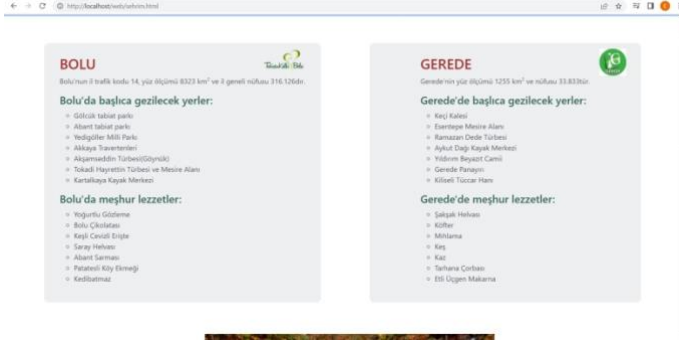 http://localhost/web/sehrim.html
BOLU
Bolu'nun il trafik kodu 14, yüz ölçümü 8323 km² ve il geneli nüfusu 316.126dır.
Bolu'da başlıca gezilecek yerler:
Gölcük tabiat parkı
Abant tabiat parkı
Yedigöller Milli Parkı
Akkaya Travertenleri
Akşamseddin Türbesi(Göynük)
Tokadi Hayrettin Türbesi ve Mesire Alanı
Kartalkaya Kayak Merkezi
Bolu'da meşhur lezzetler:
Yoğurtlu Gözleme
Bolu Çikolatası
Keşli Cevizli Erişte
Saray Helvası
Abant Sarması
Patatesli Köy Ekmeği
Kedibatmaz
GEREDE
Gerede'nin yüz ölçümü 1255 km² ve nüfusu 33.833tür.
Gerede'de başlıca gezilecek yerler:
Keçi Kalesi
Esentepe Mesire Alanı
Ramazan Dede Türbesi
Aykut Dağı Kayak Merkezi
Yıldırım Beyazıt Camii
Gerede Panayırı
Kiliseli Tüccar Hanı
Gerede'de meşhur lezzetler:
Şakşak Helvası
Köfter
Mıhlama
Keş
Kaz
Tarhana Çorbası
Etli Üçgen Makarna